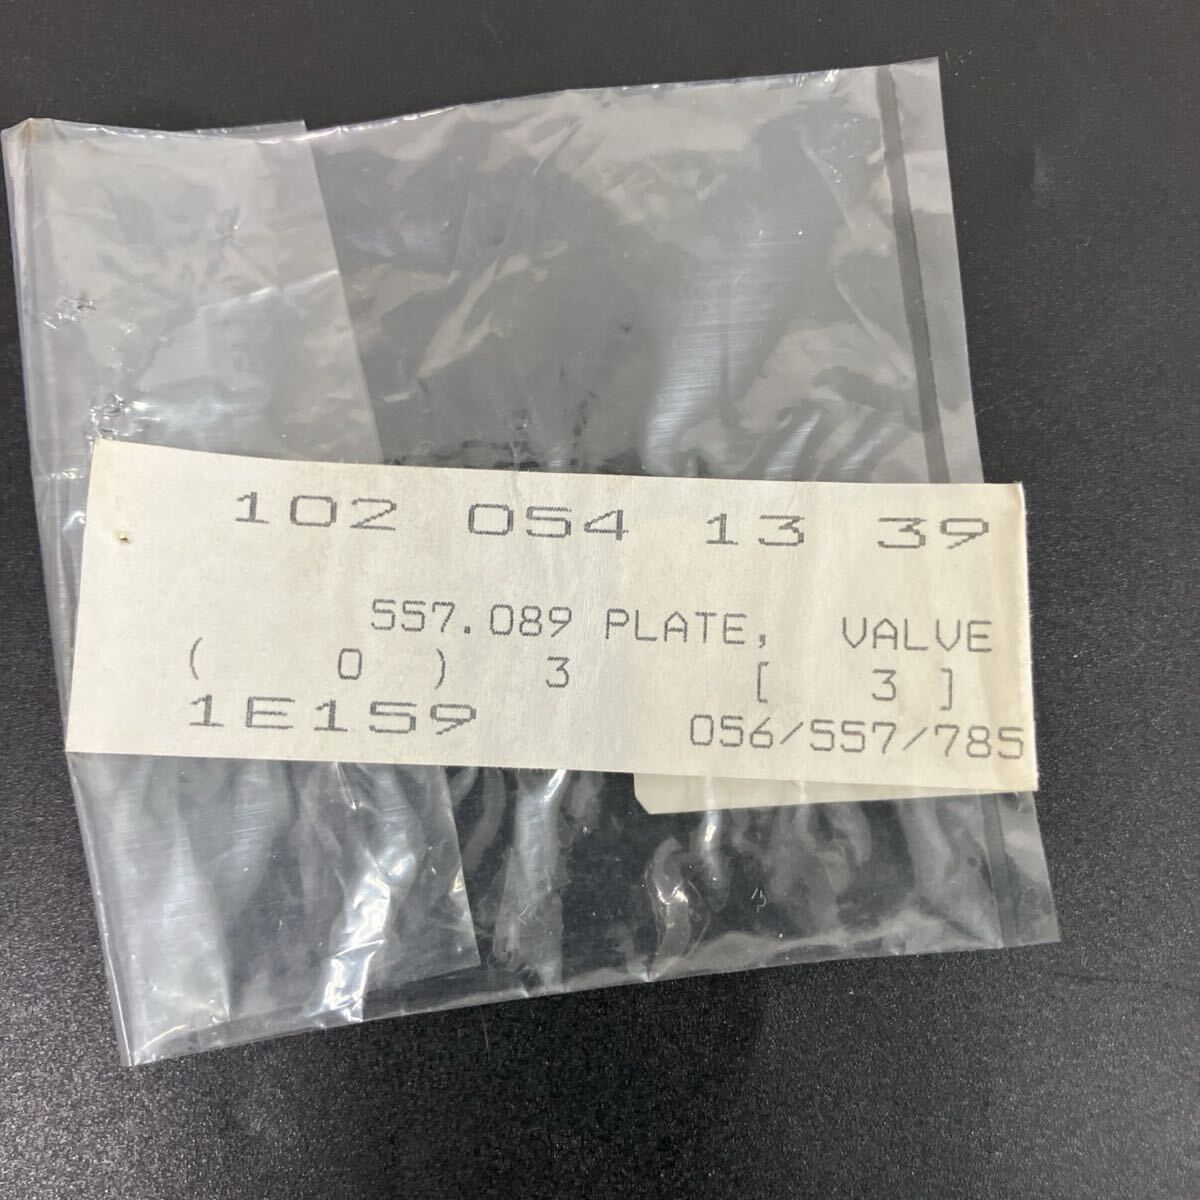 102 054 13 39
557.089 PLATE, VALVE
( 0 ) 3 [ 3 ]
1E159 056/557/785